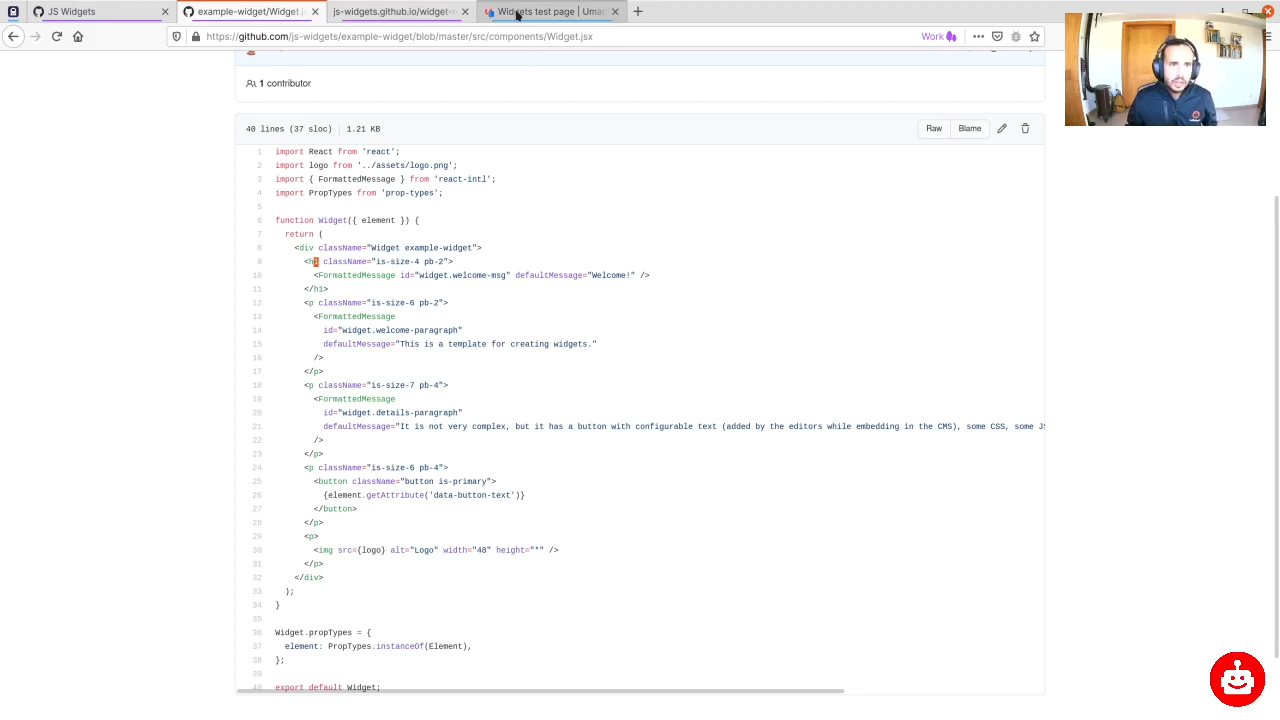 JS Widgets
example-widget/Widget.js
js-widgets.github.io/widget-r
Widgets test page | Umam
https://github.com/js-widgets/example-widget/blob/master/src/components/Widget.jsx
Work
1 contributor
40 lines (37 sloc) 1.21 KB
Raw Blame
1 import React from 'react';
2 import logo from '../assets/logo.png';
3 import { FormattedMessage } from 'react-intl';
4 import PropTypes from 'prop-types';
5
6 function Widget({ element }) {
7 return (
8 <div className="Widget example-widget">
9 <h1 className="is-size-4 pb-2">
10 <FormattedMessage id="widget.welcome-msg" defaultMessage="Welcome!" />
11 </h1>
12 <p className="is-size-6 pb-2">
13 <FormattedMessage
14 id="widget.welcome-paragraph"
15 defaultMessage="This is a template for creating widgets."
16 />
17 </p>
18 <p className="is-size-7 pb-4">
19 <FormattedMessage
20 id="widget.details-paragraph"
21 defaultMessage="It is not very complex, but it has a button with configurable text (added by the editors while embedding in the CMS), some CSS, some JS
22 />
23 </p>
24 <p className="is-size-6 pb-4">
25 <button className="button is-primary">
26 {element.getAttribute('data-button-text')}
27 </button>
28 </p>
29 <p>
30 <img src={logo} alt="Logo" width="48" height="*" />
31 </p>
32 </div>
33 );
34 }
35
36 Widget.propTypes = {
37 element: PropTypes.instanceOf(Element),
38 };
39
40 export default Widget;